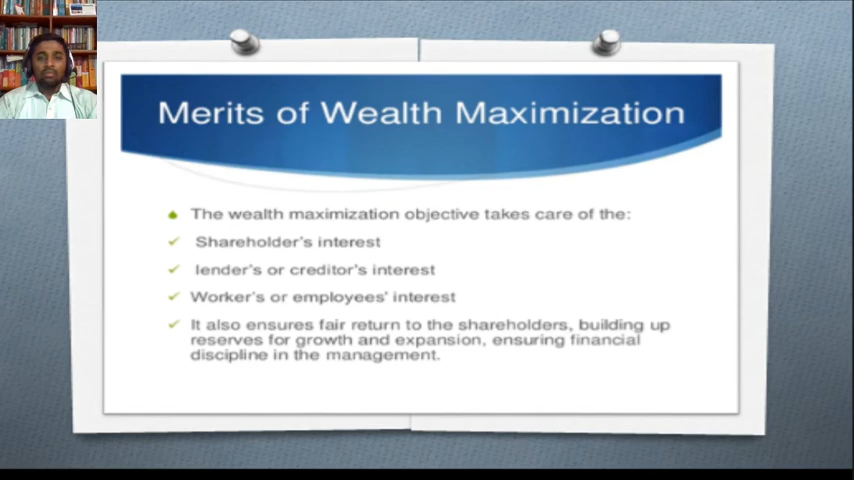 Merits of Wealth Maximization
The wealth maximization objective takes care of the:
Shareholder's interest
lender's or creditor's interest
Worker's or employees' interest
It also ensures fair return to the shareholders, building up
reserves for growth and expansion, ensuring financial
discipline in the management.